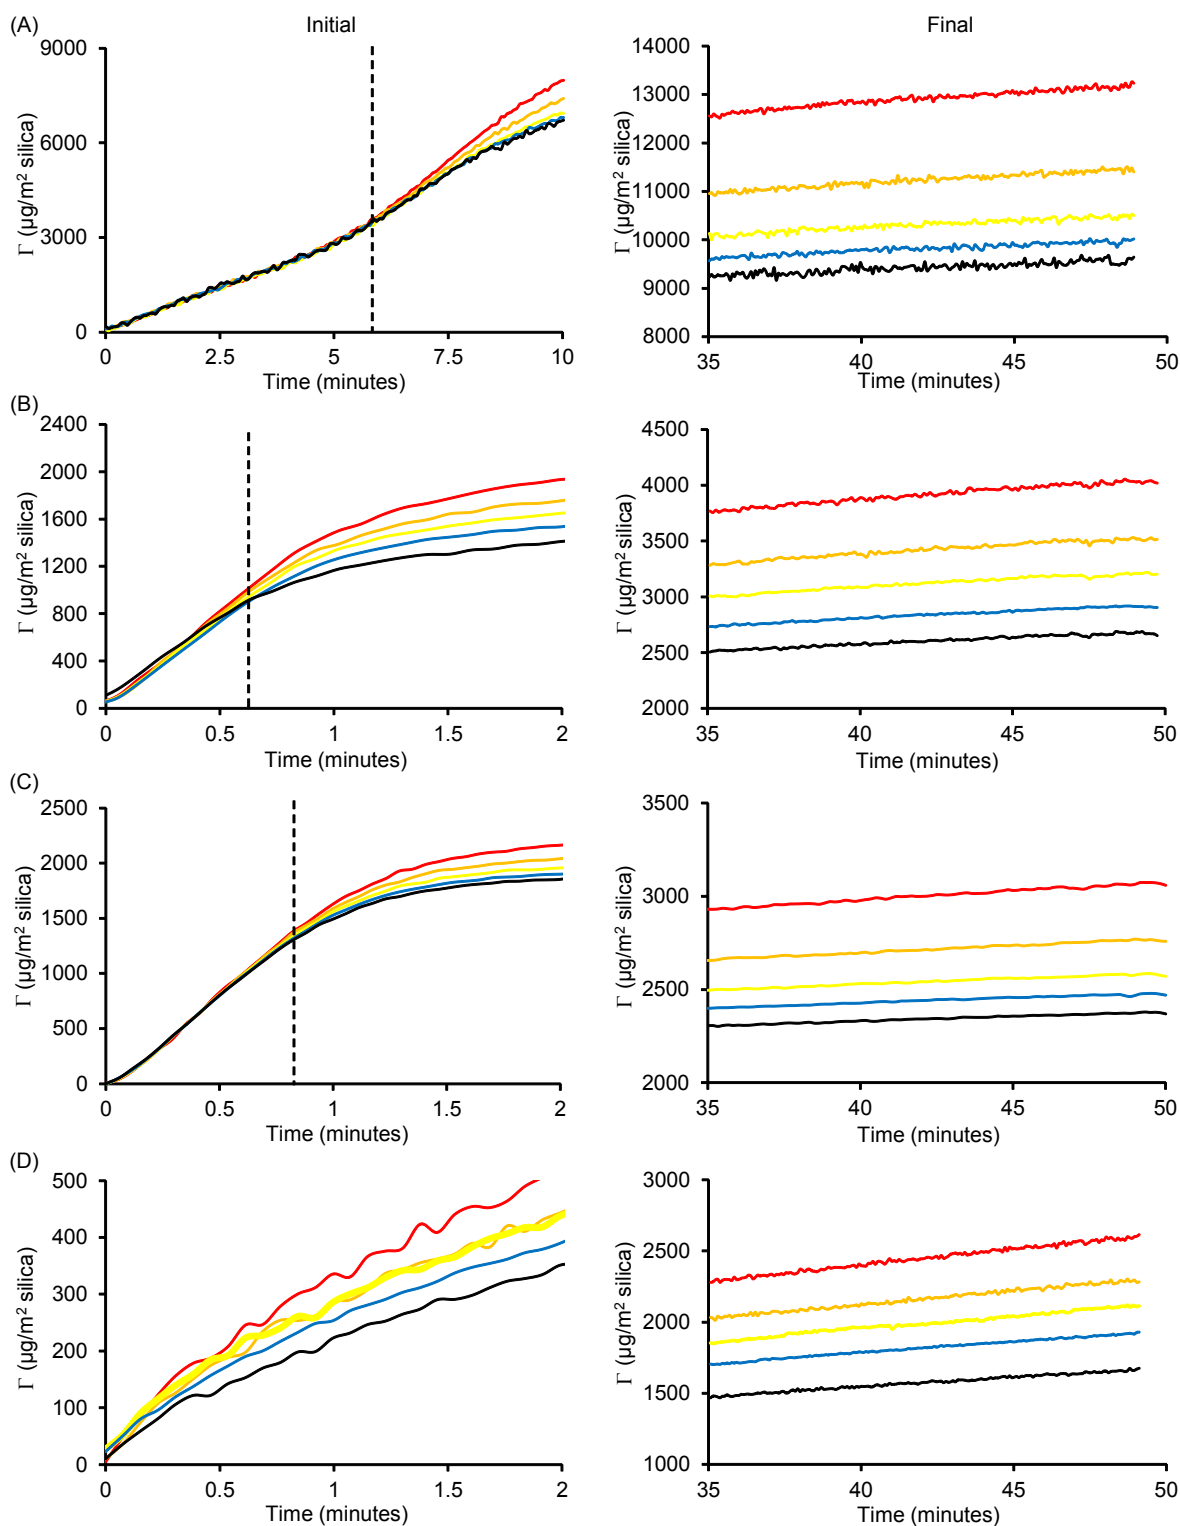 (A)
Initial
Final
9000
6000
3000
0
Γ (µg/m² silica)
0 2.5 5 7.5 10
Time (minutes)
14000
13000
12000
11000
10000
9000
8000
Γ (µg/m² silica)
35 40 45 50
Time (minutes)
(B)
2400
2000
1600
1200
800
400
0
Γ (µg/m² silica)
0 0.5 1 1.5 2
Time (minutes)
4500
4000
3500
3000
2500
2000
Γ (µg/m² silica)
35 40 45 50
Time (minutes)
(C)
2500
2000
1500
1000
500
0
Γ (µg/m² silica)
0 0.5 1 1.5 2
Time (minutes)
3500
3000
2500
2000
Γ (µg/m² silica)
35 40 45 50
Time (minutes)
(D)
500
400
300
200
100
0
Γ (µg/m² silica)
0 0.5 1 1.5 2
Time (minutes)
3000
2500
2000
1500
1000
Γ (µg/m² silica)
35 40 45 50
Time (minutes)